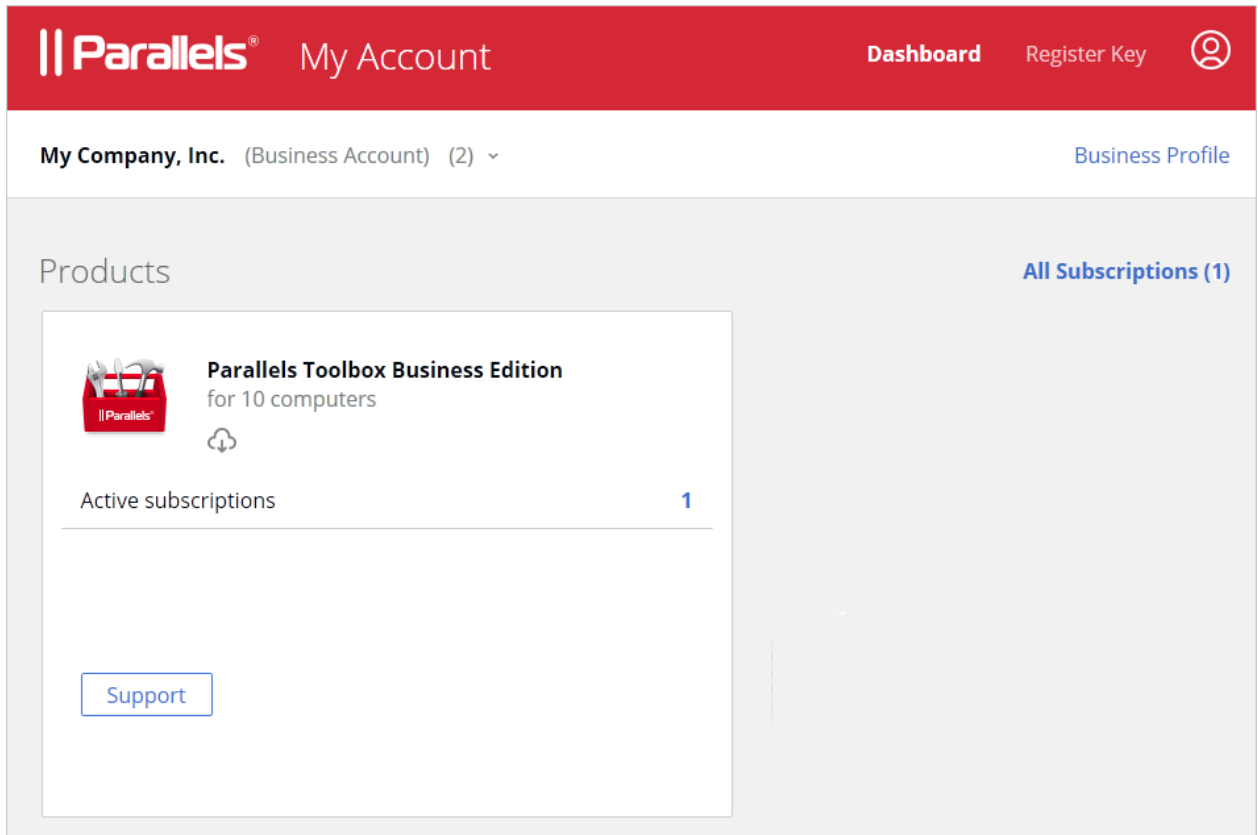 || Parallels® My Account Dashboard Register Key
My Company, Inc. (Business Account) (2) Business Profile
Products All Subscriptions (1)
Parallels Toolbox Business Edition
for 10 computers
|| Parallels®
Active subscriptions 1
Support